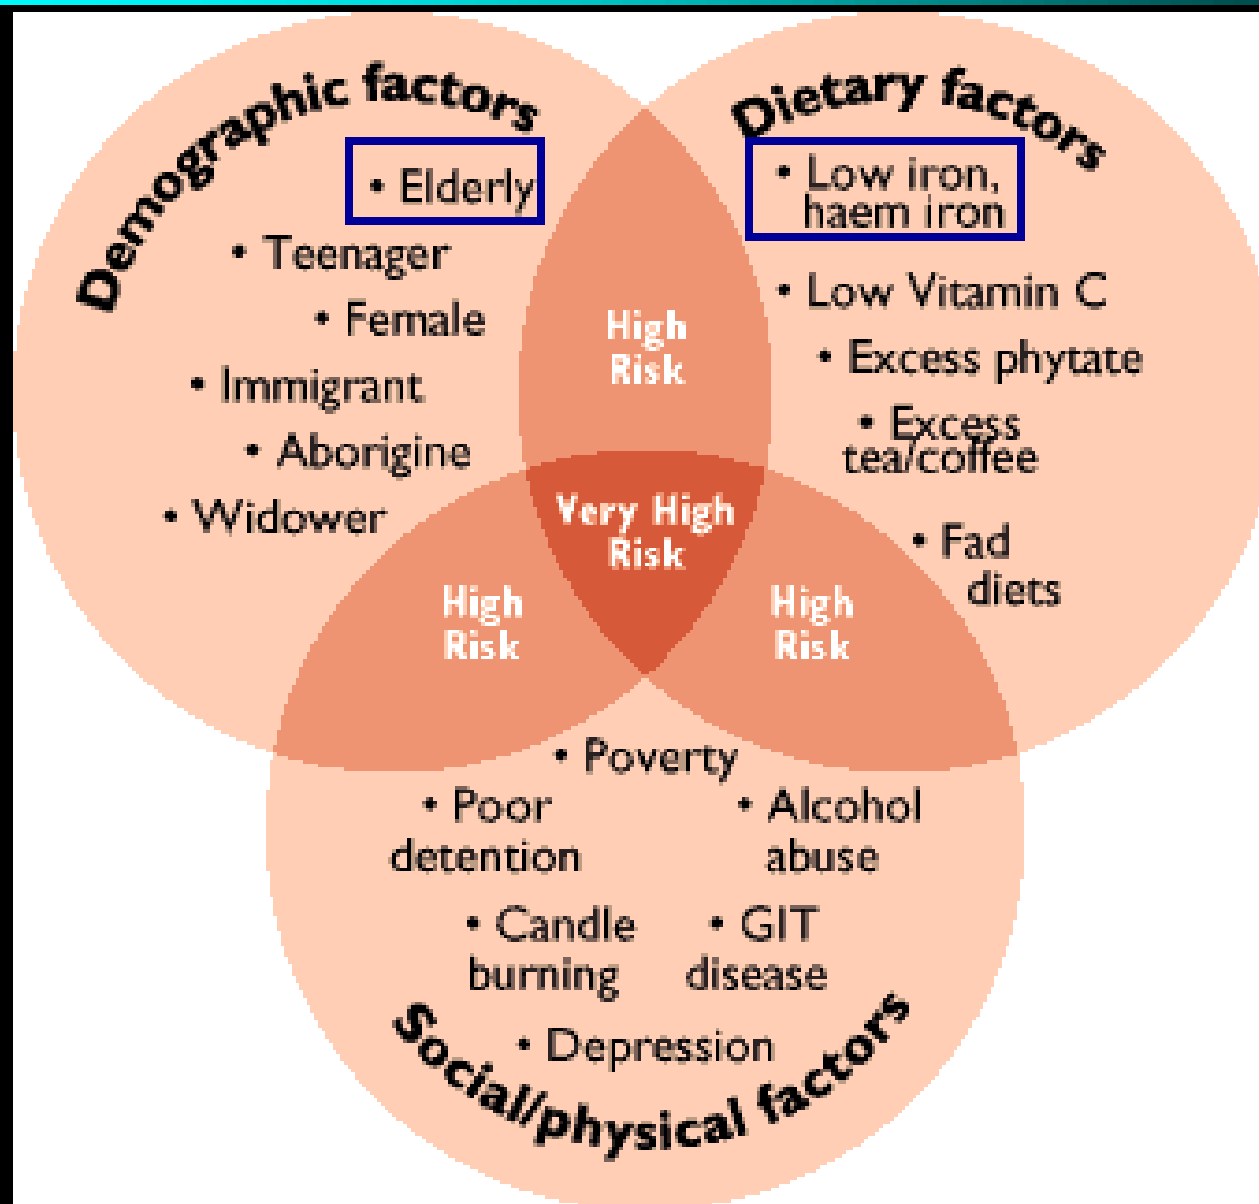 Demographic factors
• Elderly
• Teenager
• Female
• Immigrant
• Aborigine
• Widower
Dietary factors
• Low iron,
haem iron
• Low Vitamin C
• Excess phytate
• Excess
tea/coffee
• Fad
diets
High
Risk
Very High
Risk
High
Risk
High
Risk
• Poverty
• Poor
detention
• Alcohol
abuse
• Candle
burning
• GIT
disease
• Depression
Social/physical factors